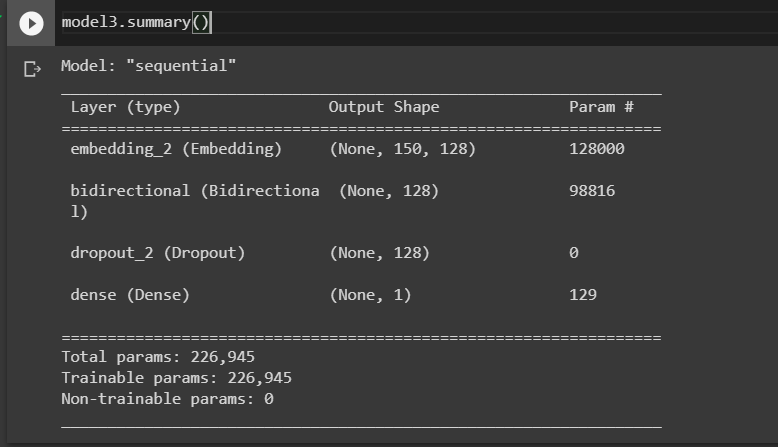 model3.summary()
Model: "sequential"
_________________________________________________________________
Layer (type) Output Shape Param #
=================================================================
embedding_2 (Embedding) (None, 150, 128) 128000
bidirectional (Bidirectiona (None, 128) 98816
l)
dropout_2 (Dropout) (None, 128) 0
dense (Dense) (None, 1) 129
=================================================================
Total params: 226,945
Trainable params: 226,945
Non-trainable params: 0
_________________________________________________________________